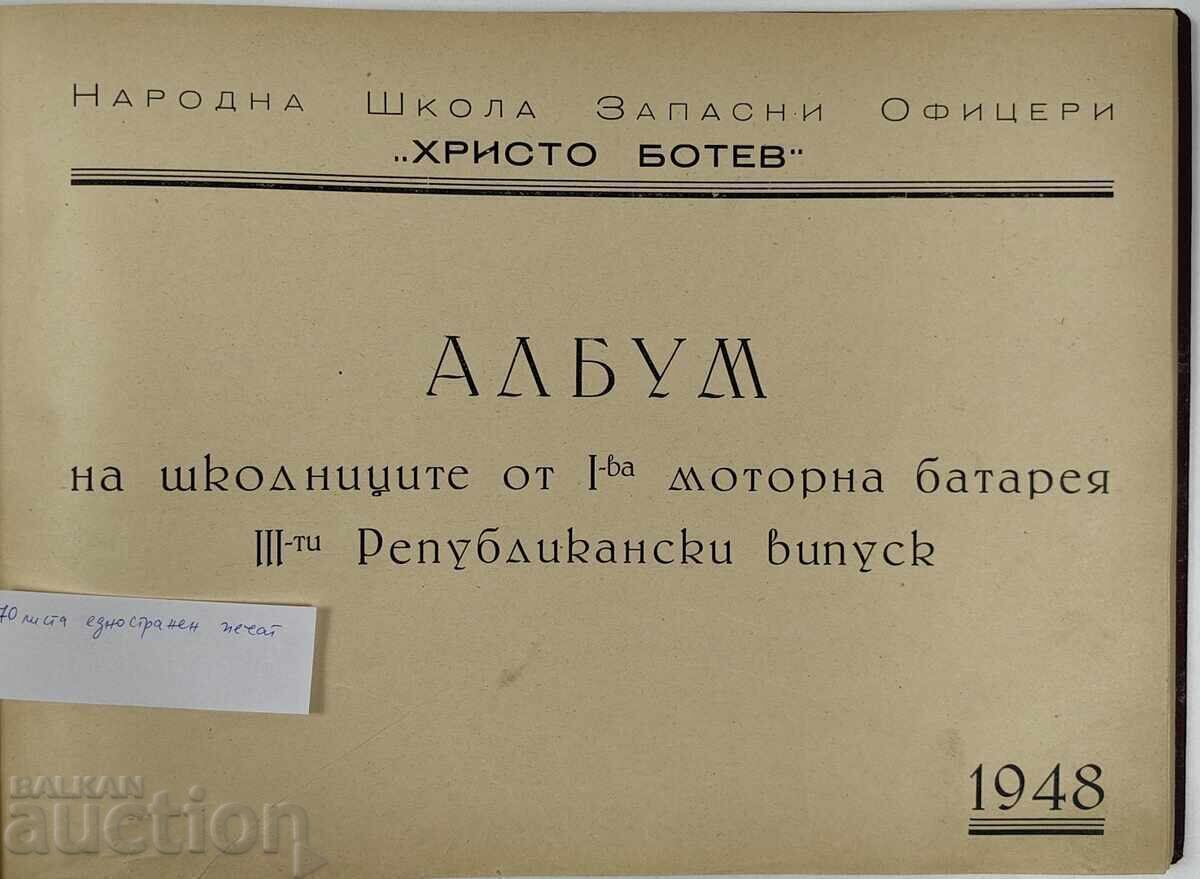 НАРОДНА ШКОЛА ЗАПАСНИ ОФИЦЕРИ
„ХРИСТО БОТЕВ“
АЛБУМ
на школниците от I-ва моторна батарея
III-ти Републикански випуск
70 листа едностранен печат
1948
BALKAN
auction